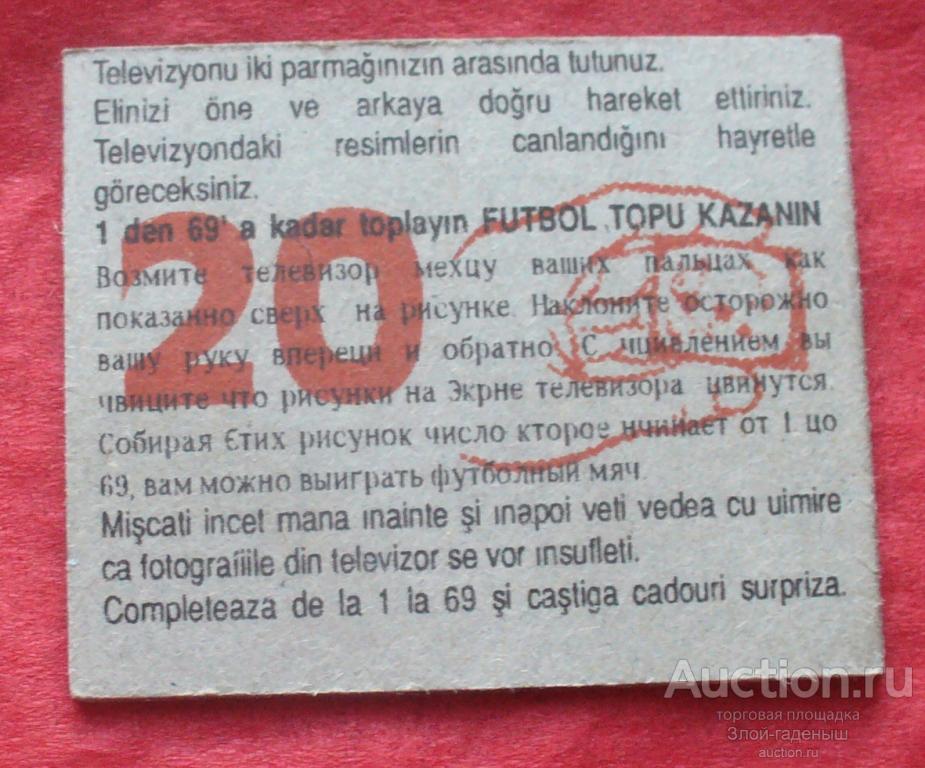 Televizyonu iki parmağınızın arasında tutunuz.
Elinizi öne ve arkaya doğru hareket ettiriniz.
Televizyondaki resimlerin canlandığını hayretle
göreceksiniz.
1 den 69' a kadar toplayın FUTBOL TOPU KAZANIN
20
Возмите телевизор мехцу ваших пальцах как
показанно сверх на рисунке. Наклоните осторожно
вашу руку впереци и обратно. С чцивлением вы
чвиците что рисунки на Экрне телевизора цвинутся.
Собирая Єтих рисунок число кторое нчинает от 1 цо
69, вам можно выиграть футболный мяч.
Mişcati incet mana ınainte şi ınapoi veti vedea cu uimire
ca fotografiile din televizor se vor ınsufleti.
Completeaza de la 1 la 69 şi caştiga cadouri surpriza.
Auction.ru
торговая площадка
Злой-гаденыш
auction.ru